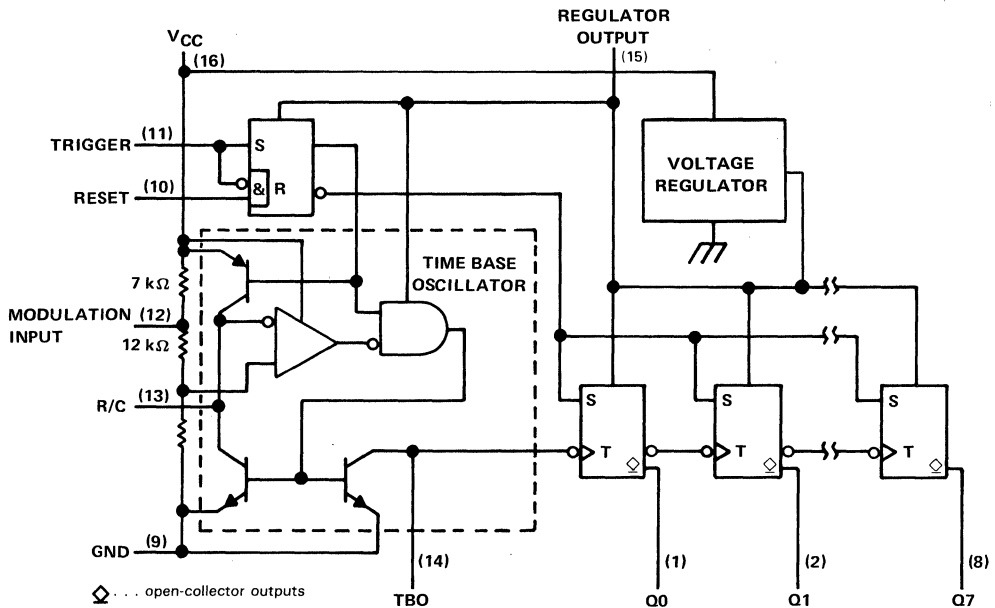 REGULATOR
OUTPUT
VCC
(16)
(15)
TRIGGER
(11)
S
& R
RESET
(10)
VOLTAGE
REGULATOR
TIME BASE
OSCILLATOR
7 kΩ
MODULATION
INPUT
(12)
12 kΩ
R/C
(13)
S
S
S
T
T
T
GND
(9)
(14)
(1)
(2)
(8)
. . . open-collector outputs
TBO
Q0
Q1
Q7